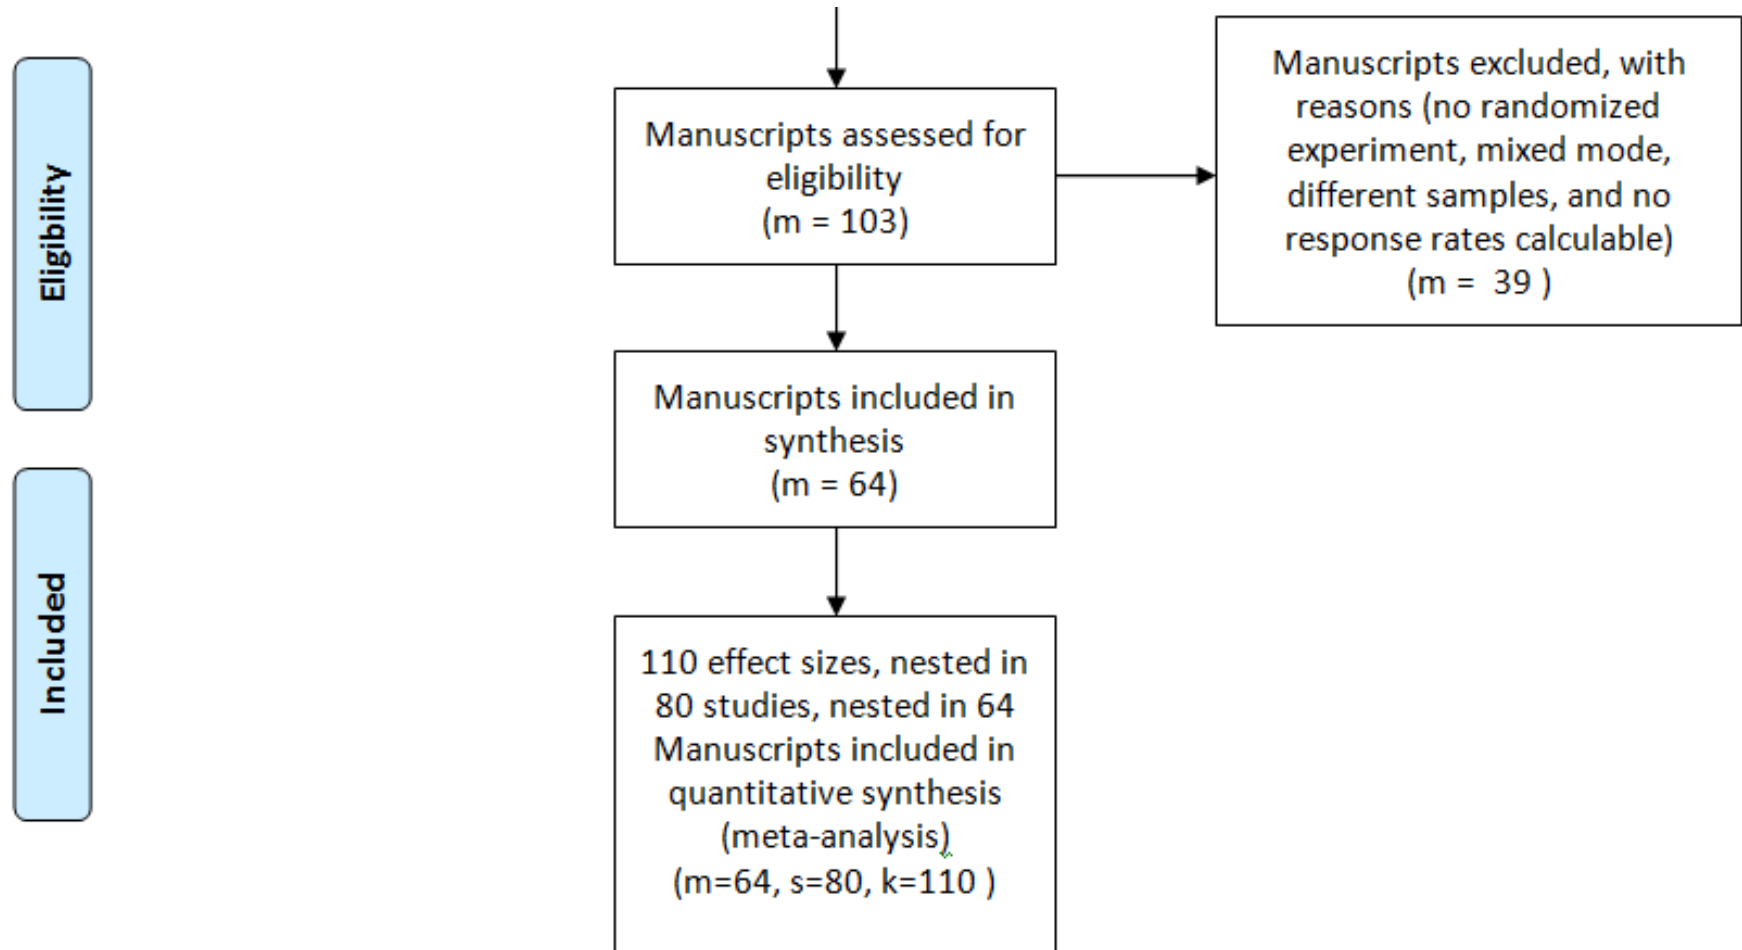 Eligibility
Manuscripts assessed for
eligibility
(m = 103)
Manuscripts excluded, with
reasons (no randomized
experiment, mixed mode,
different samples, and no
response rates calculable)
(m =  39 )
Manuscripts included in
synthesis
(m = 64)
Included
110 effect sizes, nested in
80 studies, nested in 64
Manuscripts included in
quantitative synthesis
(meta-analysis)
(m=64, s=80, k=110 )